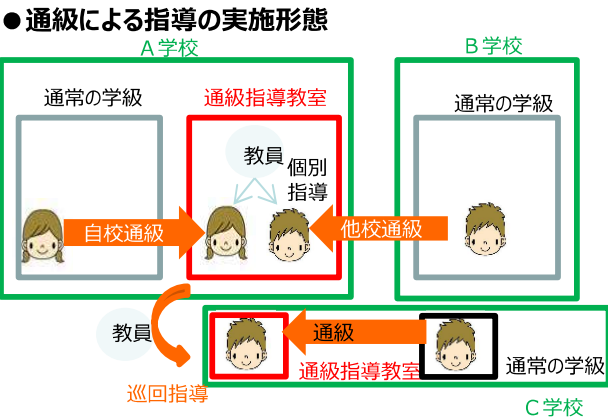 ●通級による指導の実施形態
A学校
B学校
通常の学級
通級指導教室
通常の学級
教員
個別
指導
自校通級
他校通級
教員
通級
通級指導教室
通常の学級
巡回指導
C学校